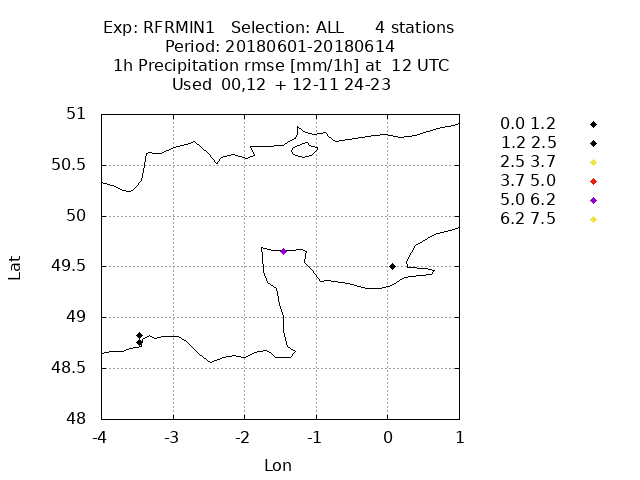 Exp: RFRMIN1   Selection: ALL      4 stations
Period: 20180601-20180614
1h Precipitation rmse [mm/1h] at  12 UTC
Used  00,12  + 12-11 24-23
51
50.5
50
49.5
49
48.5
48
Lat
-4 -3 -2 -1 0 1
Lon
0.0 1.2
1.2 2.5
2.5 3.7
3.7 5.0
5.0 6.2
6.2 7.5